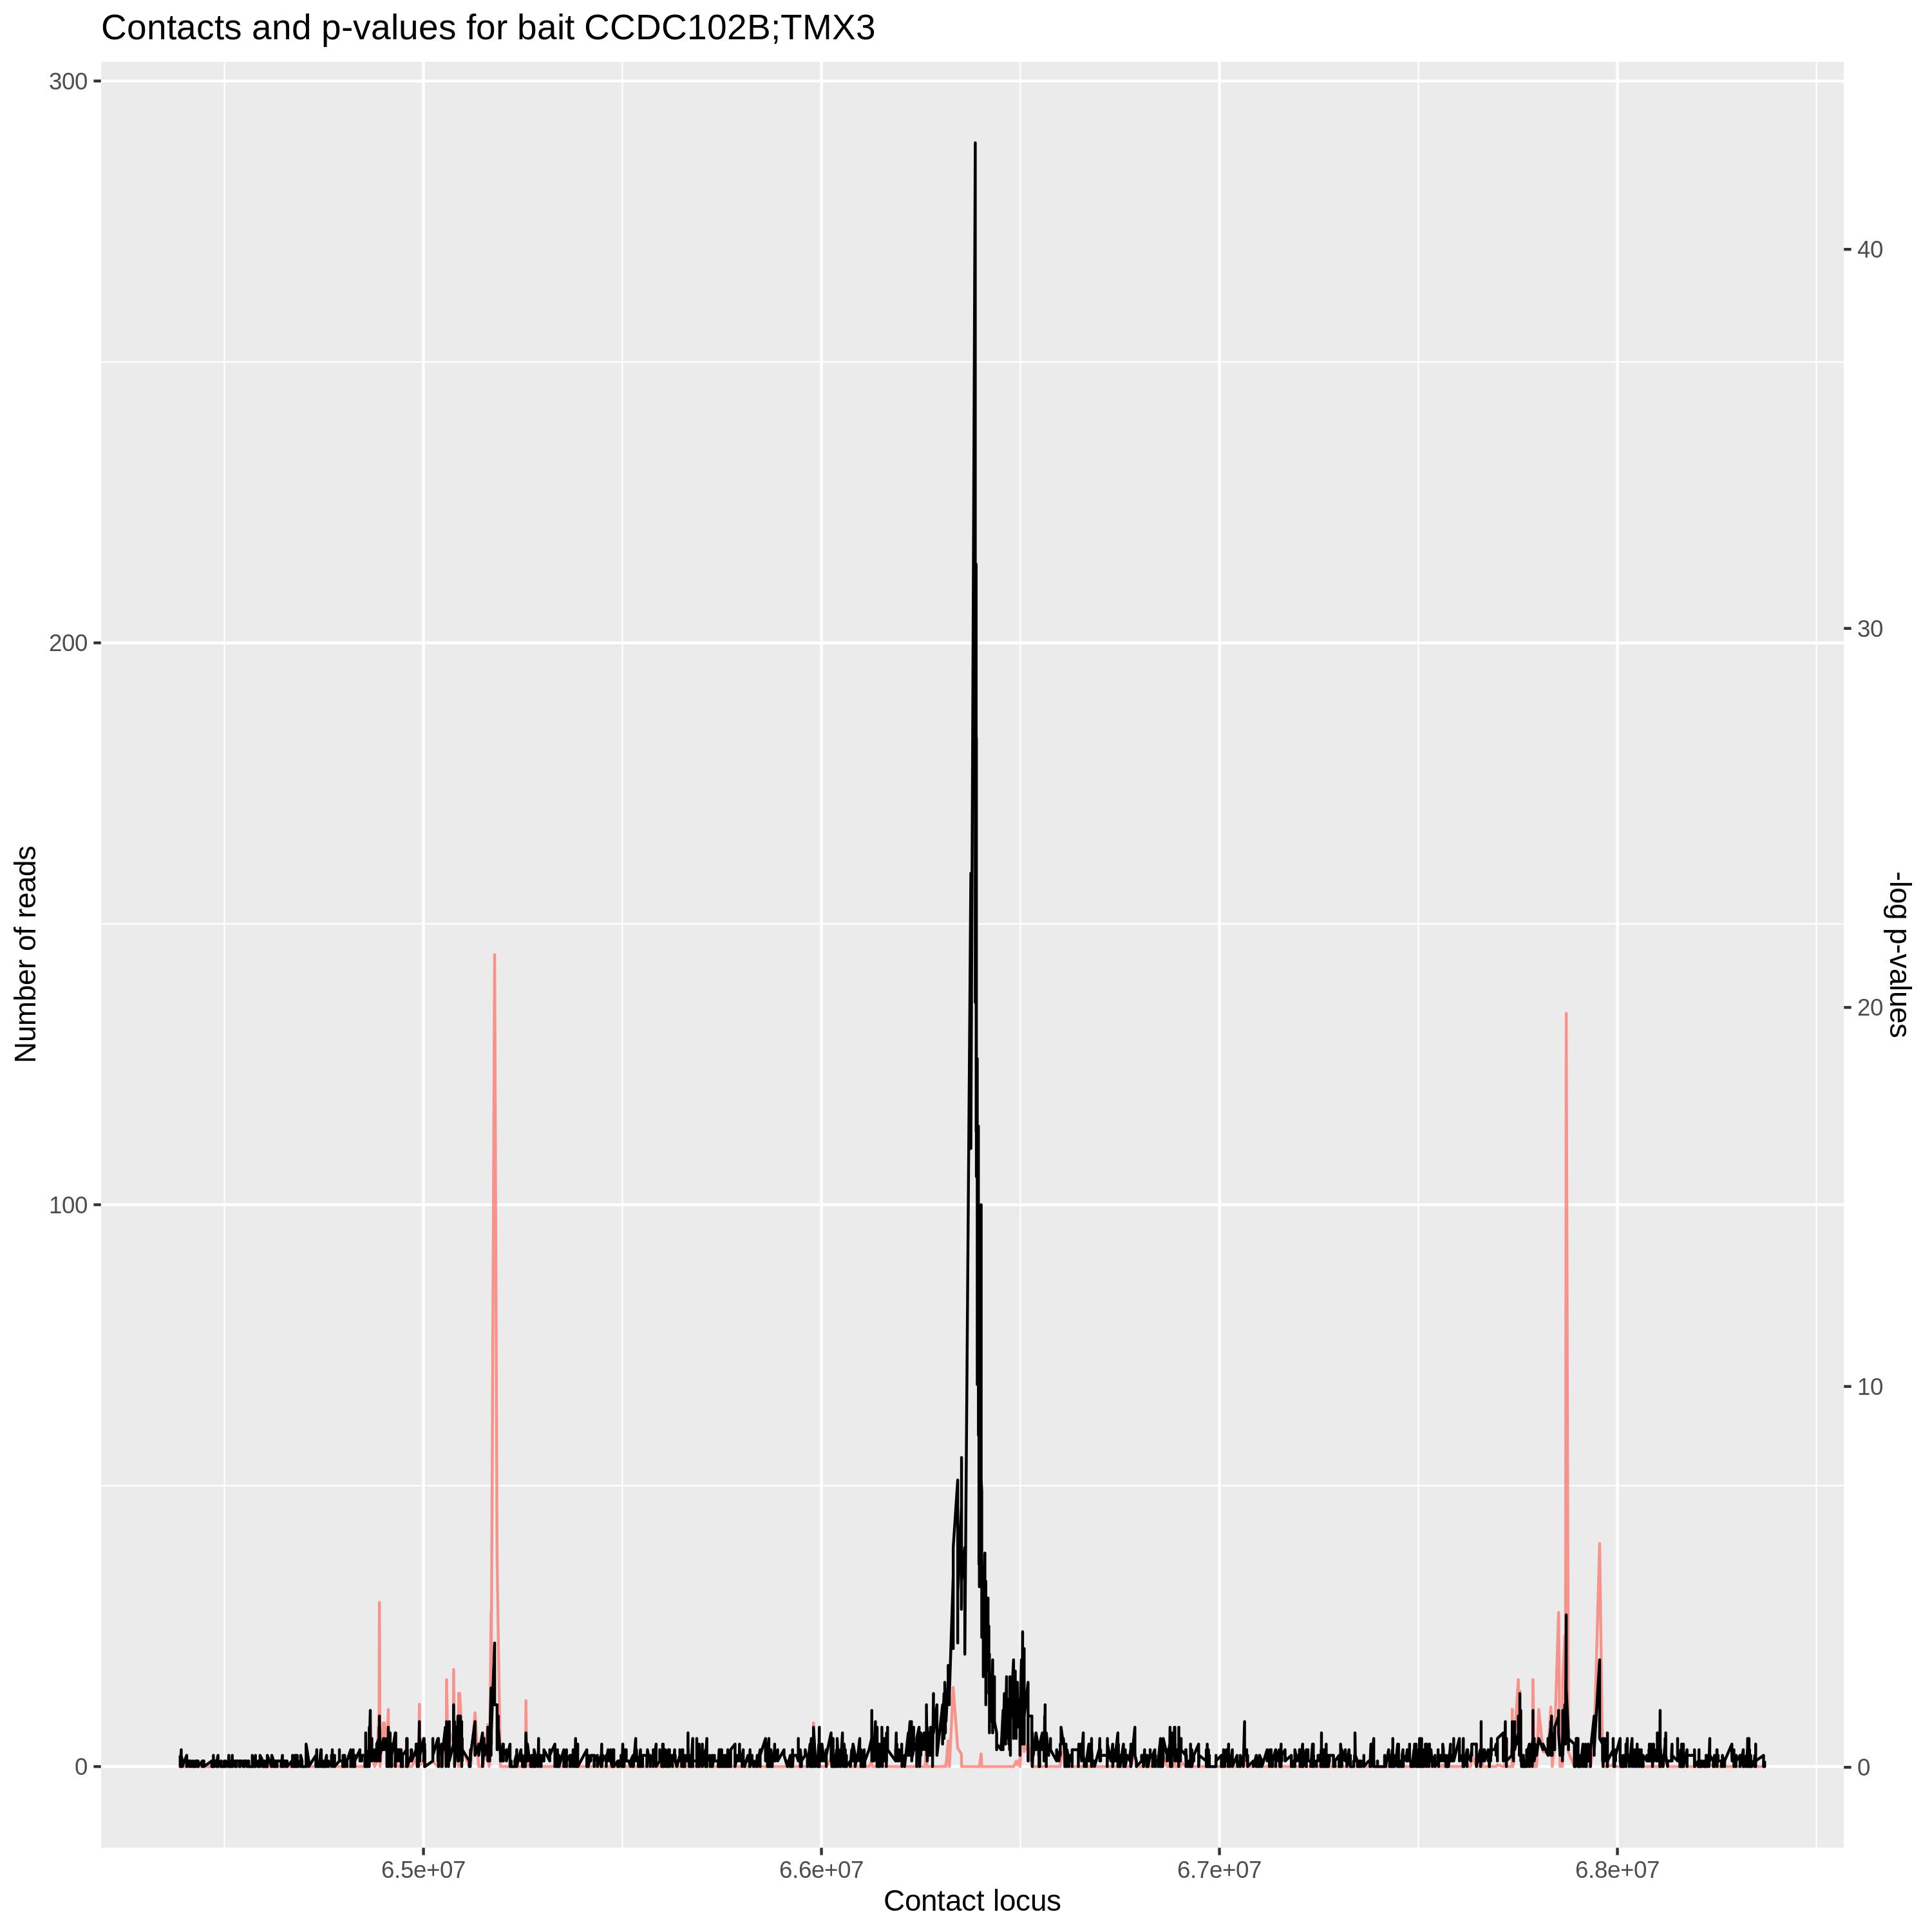 Contacts and p-values for bait CCDC102B;TMX3
300
200
100
0
Number of reads
40
30
20
10
0
-log p-values
6.5e+07
6.6e+07
6.7e+07
6.8e+07
Contact locus